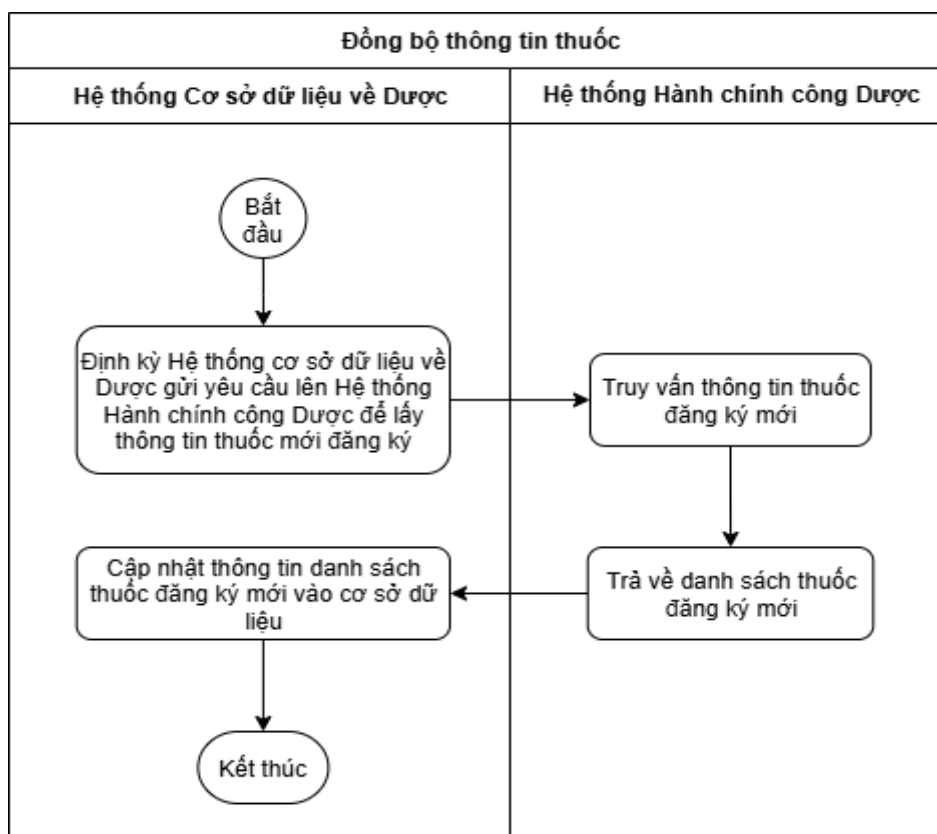 Đồng bộ thông tin thuốc
Hệ thống Cơ sở dữ liệu về Dược
Hệ thống Hành chính công Dược
Bắt
đầu
Định kỳ Hệ thống cơ sở dữ liệu về
Dược gửi yêu cầu lên Hệ thống
Hành chính công Dược để lấy
thông tin thuốc mới đăng ký
Truy vấn thông tin thuốc
đăng ký mới
Trả về danh sách thuốc
đăng ký mới
Cập nhật thông tin danh sách
thuốc đăng ký mới vào cơ sở dữ
liệu
Kết thúc